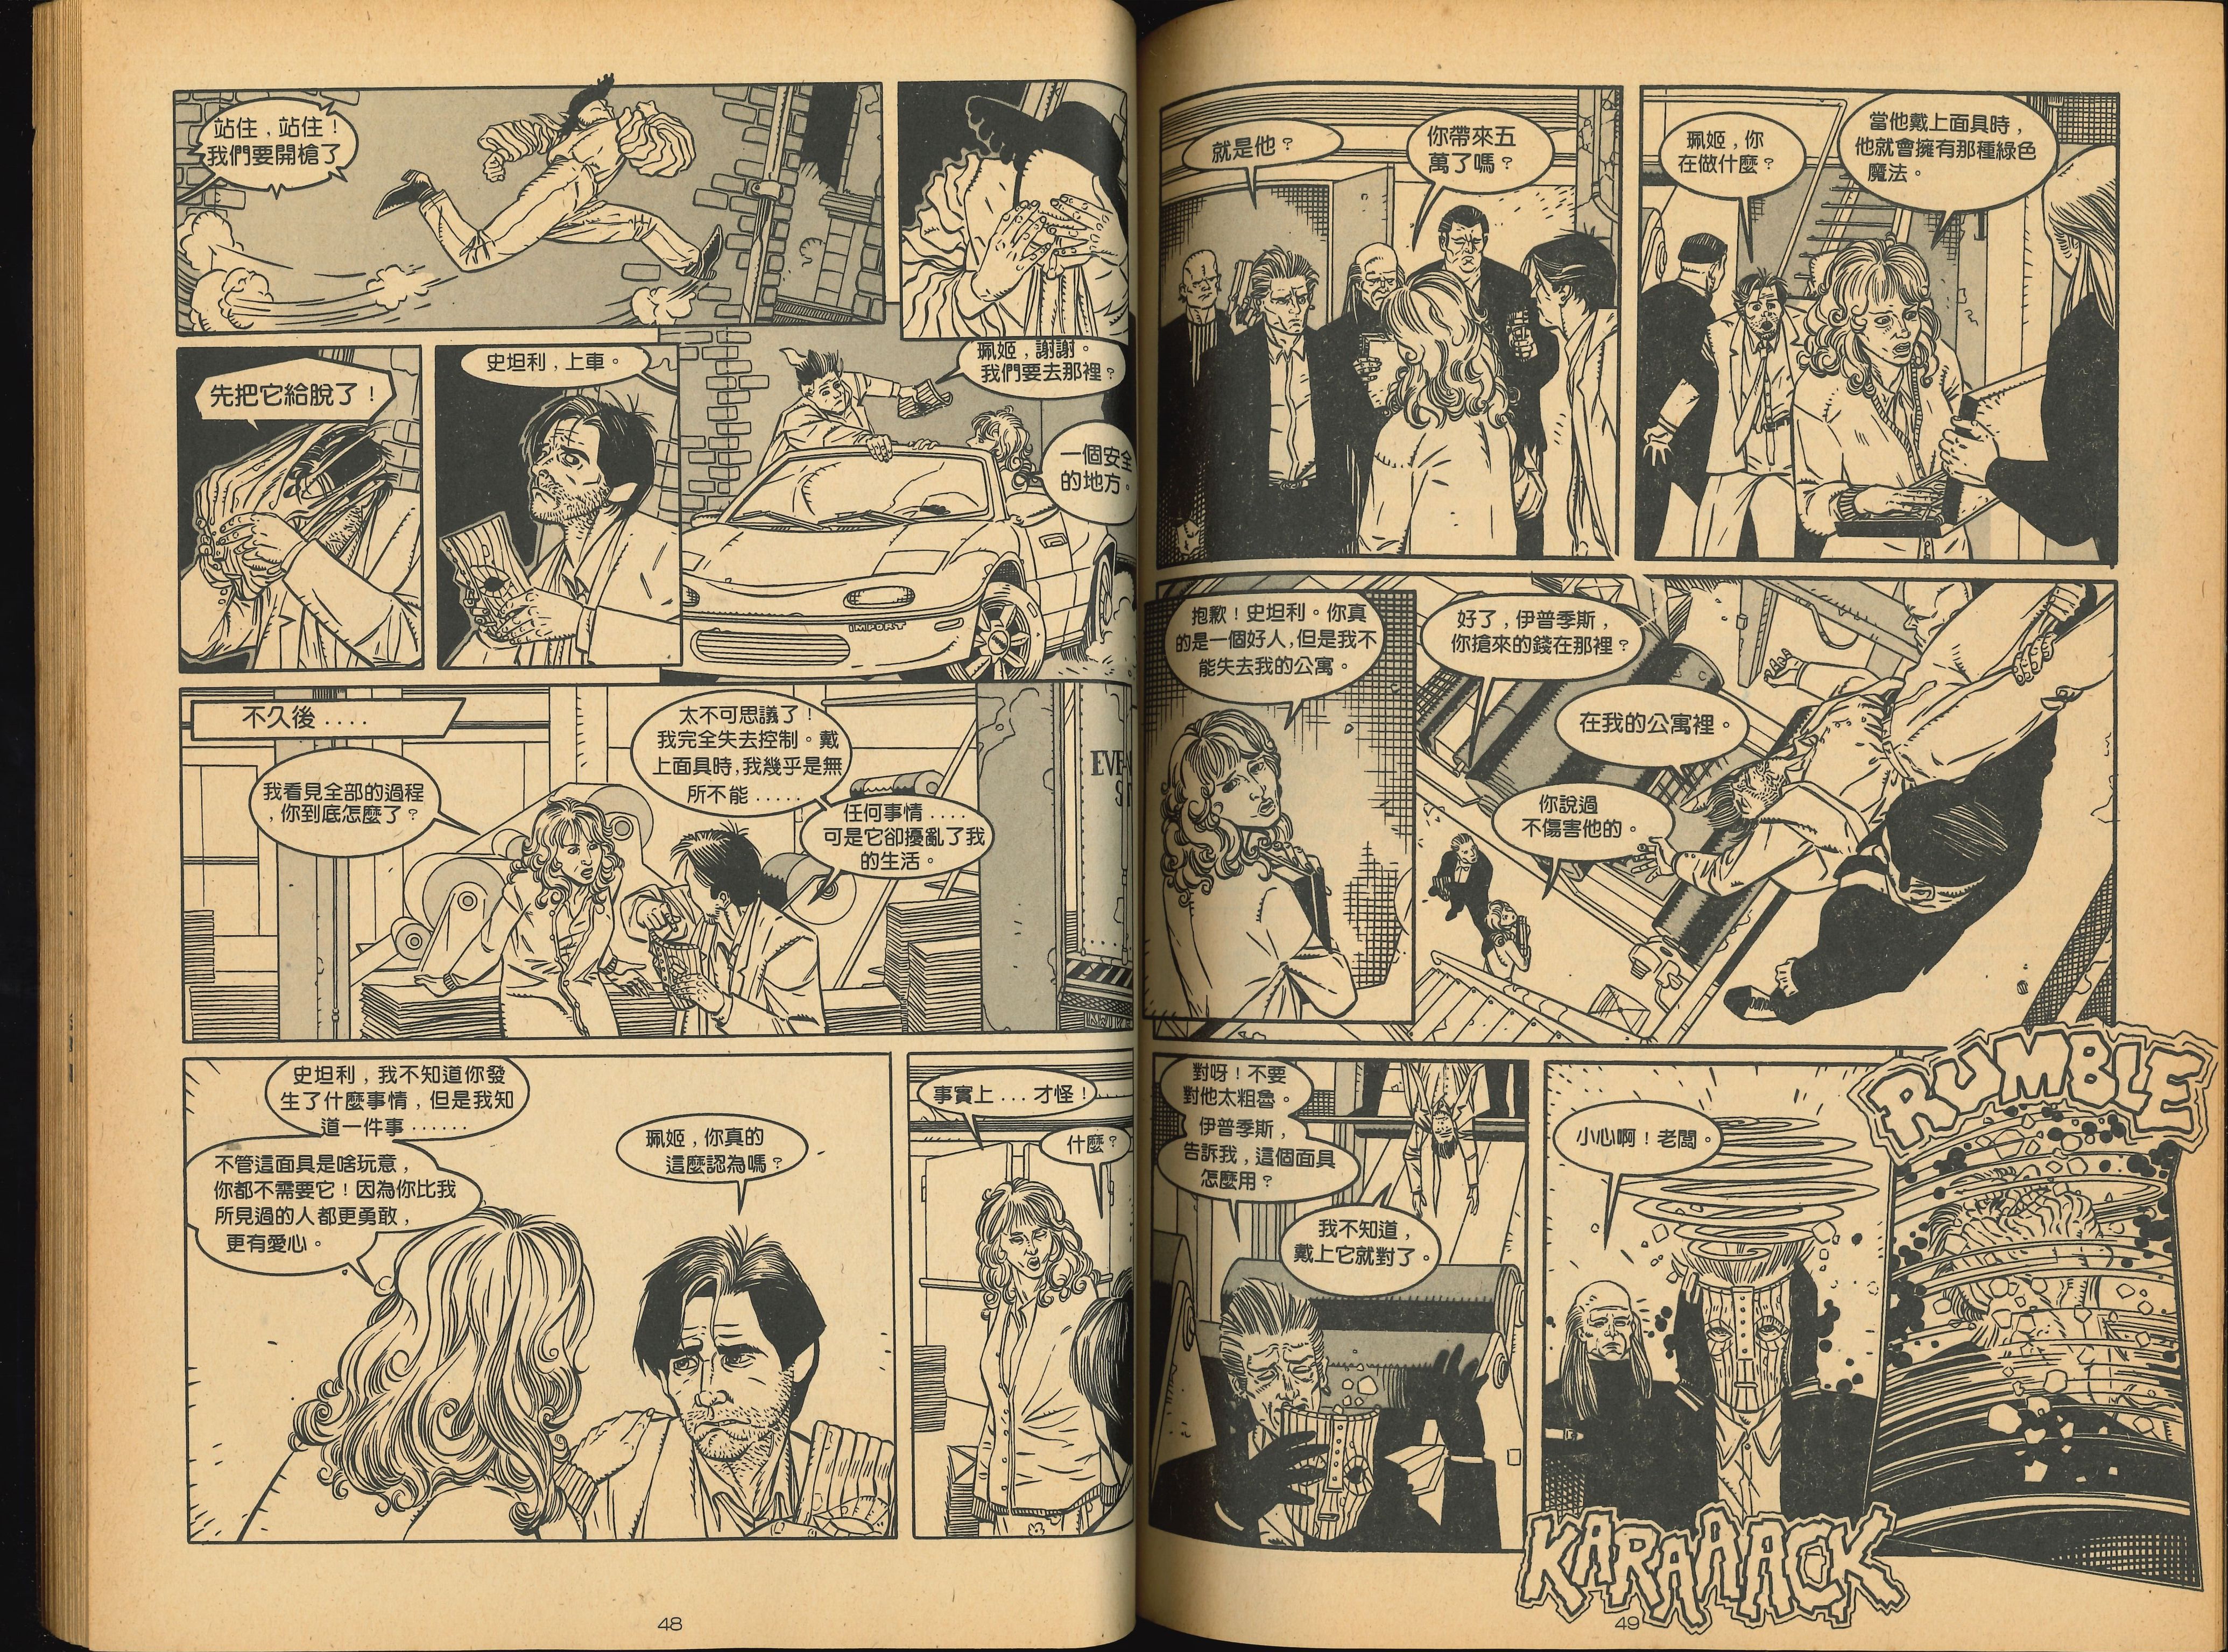 站住，站住！
我們要開槍了
先把它給脫了！
史坦利，上車。
珮姬，謝謝。
我們要去那裡？
一個安全
的地方。
IMPORT
不久後....
我看見全部的過程
，你到底怎麼了？
太不可思議了！
我完全失去控制。戴
上面具時，我幾乎是無
所不能.....
任何事情....
可是它卻擾亂了我
的生活。
史坦利，我不知道你發
生了什麼事情，但是我知
道一件事......
不管這面具是啥玩意，
你都不需要它！因為你比我
所見過的人都更勇敢，
更有愛心。
珮姬，你真的
這麼認為嗎？
事實上...才怪！
什麼？
48
就是他？
你帶來五
萬了嗎？
珮姬，你
在做什麼？
當他戴上面具時，
他就會擁有那種綠色
魔法。
抱歉！史坦利。你真
的是一個好人，但是我不
能失去我的公寓。
好了，伊普季斯，
你搶來的錢在那裡？
在我的公寓裡。
你說過
不傷害他的。
對呀！不要
對他太粗魯。
伊普季斯，
告訴我，這個面具
怎麼用？
我不知道，
戴上它就對了。
小心啊！老闆。
RUMBLE
KARAAACK
49